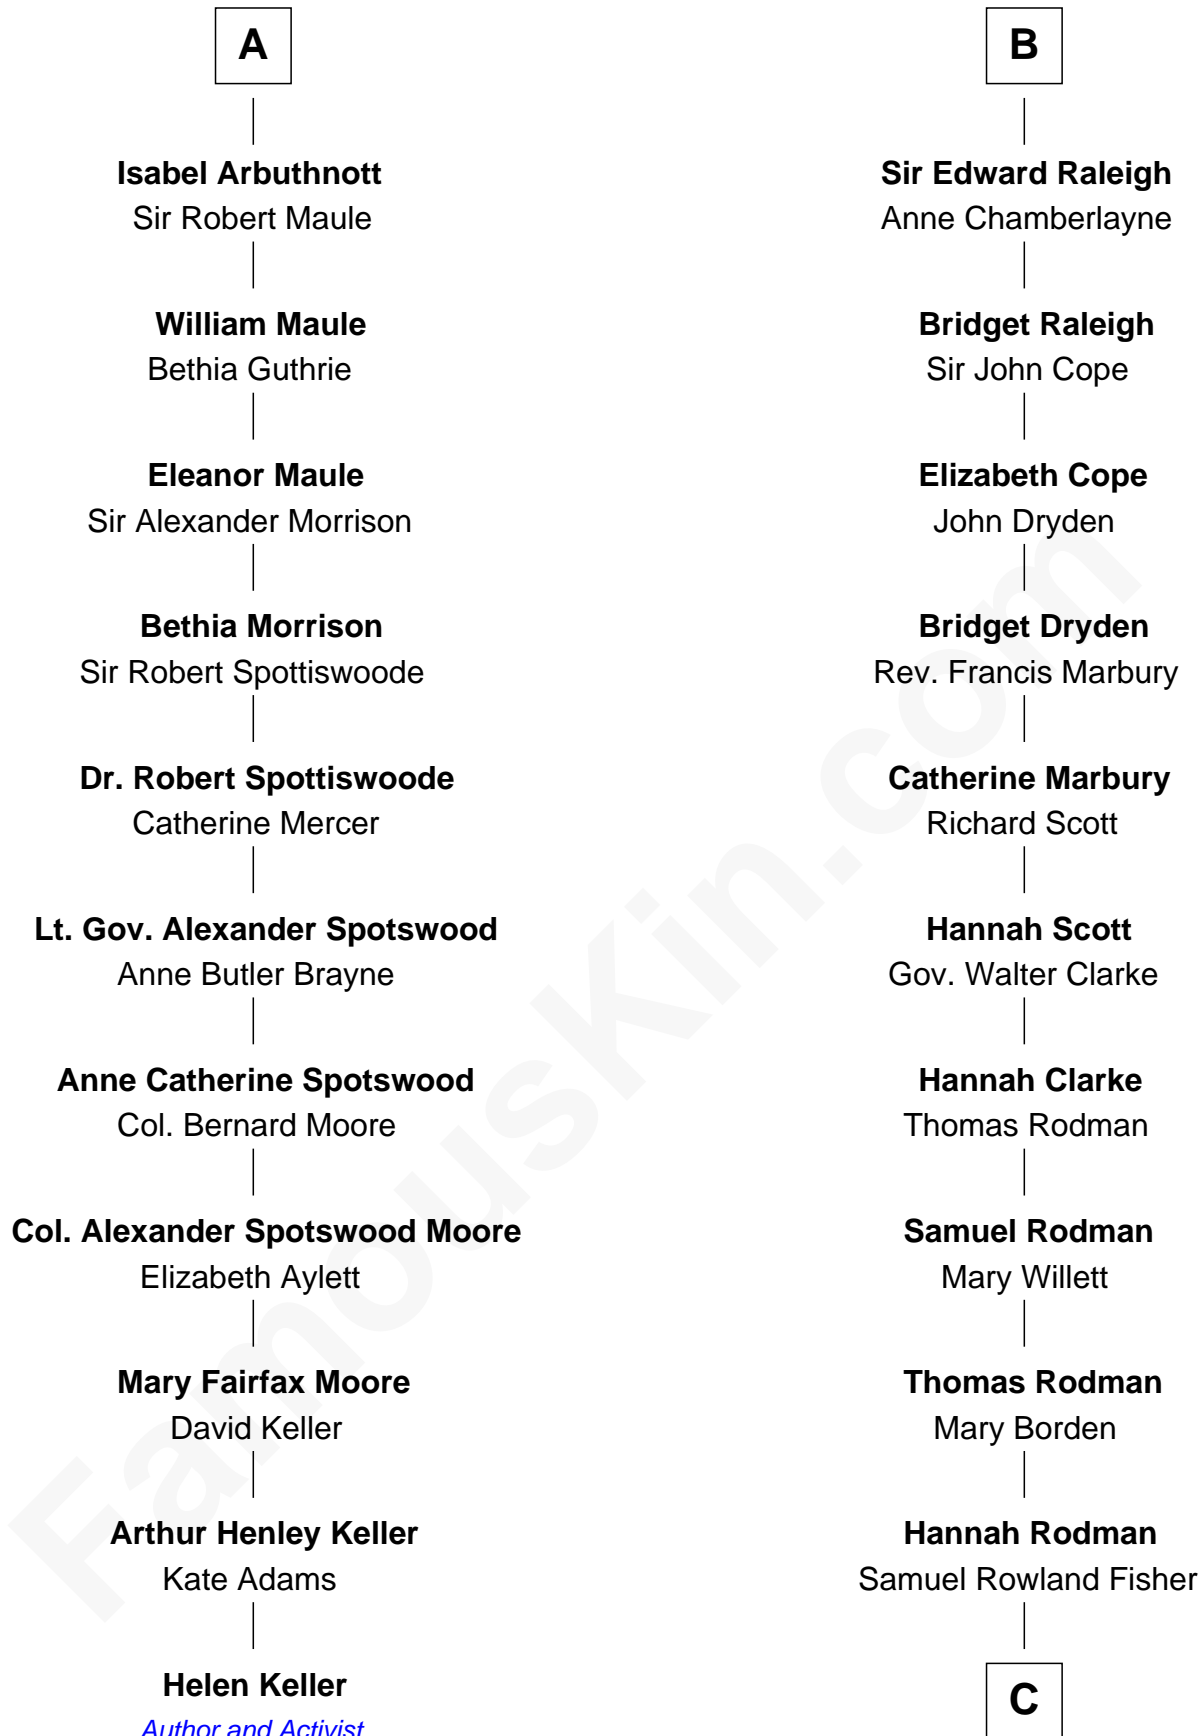 A
Isabel Arbuthnott
Sir Robert Maule
William Maule
Bethia Guthrie
Eleanor Maule
Sir Alexander Morrison
Bethia Morrison
Sir Robert Spottiswoode
Dr. Robert Spottiswoode
Catherine Mercer
Lt. Gov. Alexander Spotswood
Anne Butler Brayne
Anne Catherine Spotswood
Col. Bernard Moore
Col. Alexander Spotswood Moore
Elizabeth Aylett
Mary Fairfax Moore
David Keller
Arthur Henley Keller
Kate Adams
Helen Keller
Author and Activist
B
Sir Edward Raleigh
Anne Chamberlayne
Bridget Raleigh
Sir John Cope
Elizabeth Cope
John Dryden
Bridget Dryden
Rev. Francis Marbury
Catherine Marbury
Richard Scott
Hannah Scott
Gov. Walter Clarke
Hannah Clarke
Thomas Rodman
Samuel Rodman
Mary Willett
Thomas Rodman
Mary Borden
Hannah Rodman
Samuel Rowland Fisher
C
FamousKin.com